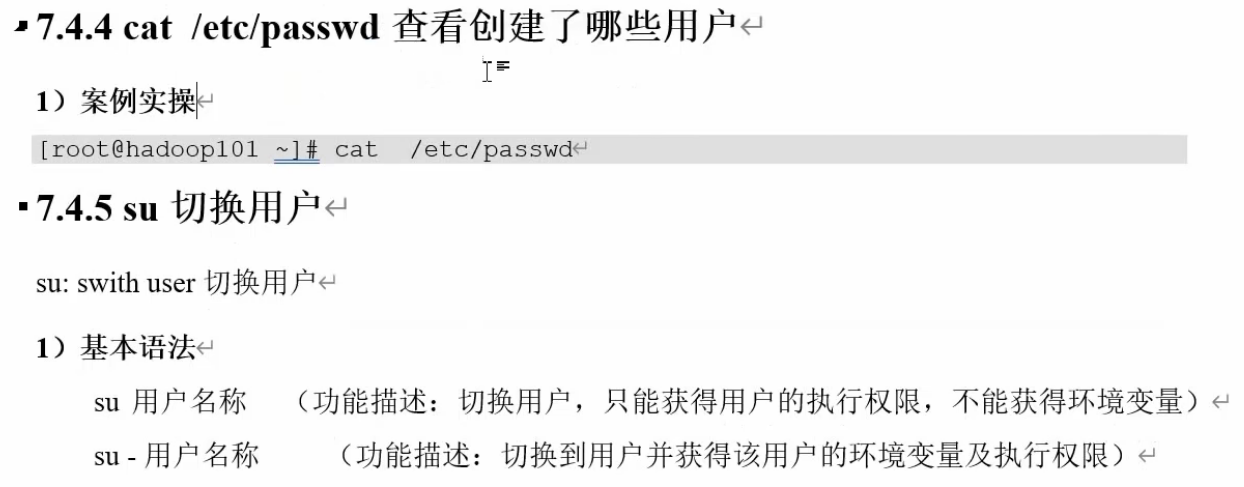 7.4.4 cat /etc/passwd 查看创建了哪些用户
1）案例实操
[root@hadoop101 ~]# cat  /etc/passwd
7.4.5 su 切换用户
su: swith user 切换用户
1）基本语法
su 用户名称 （功能描述：切换用户，只能获得用户的执行权限，不能获得环境变量）
su - 用户名称 （功能描述：切换到用户并获得该用户的环境变量及执行权限）